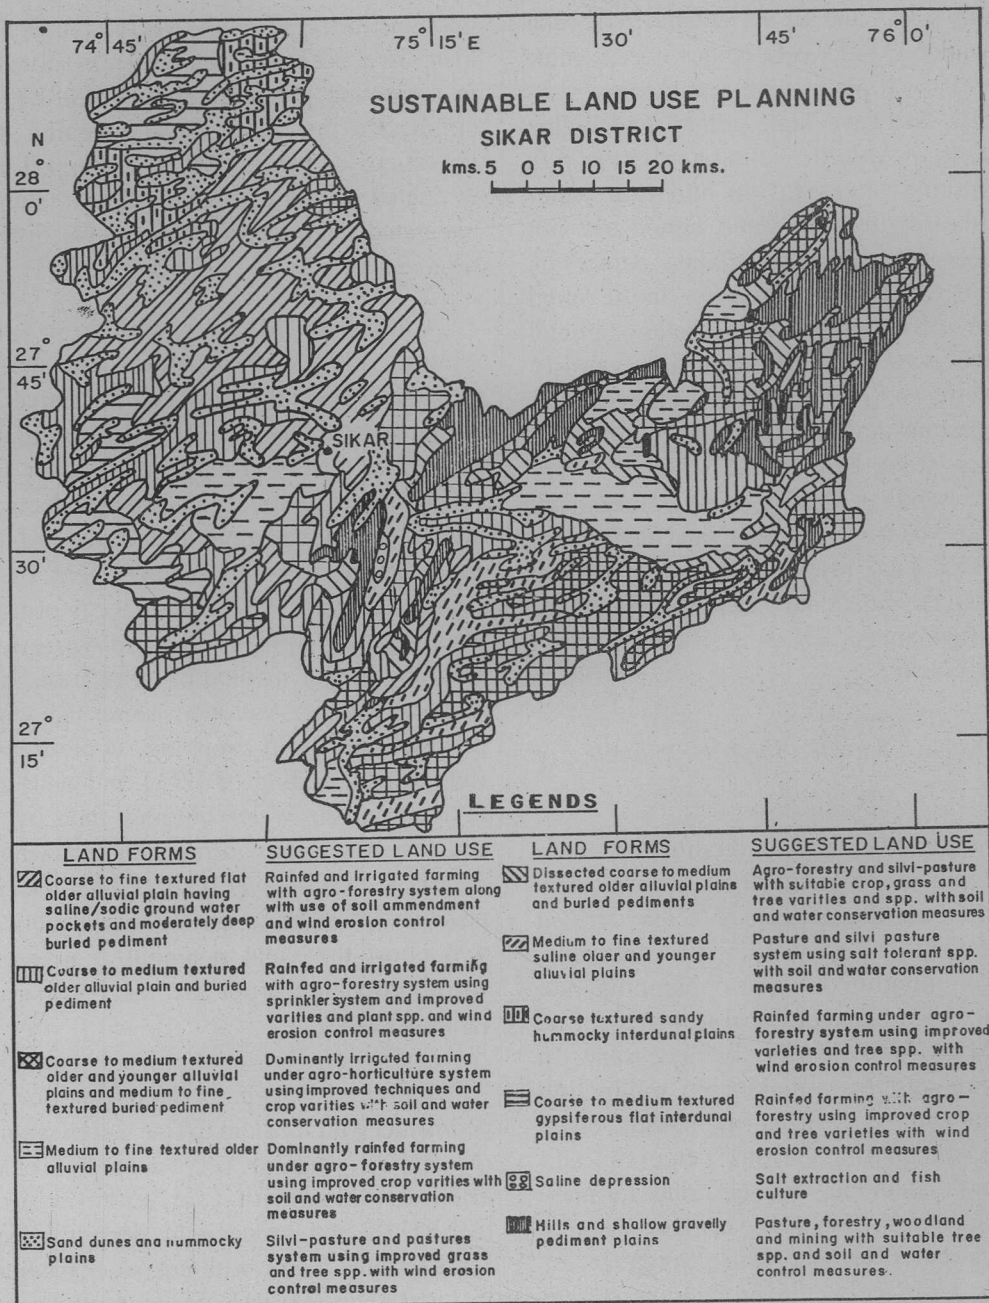 74° 45'
75° 15' E
30'
45'
76° 0'
SUSTAINABLE LAND USE PLANNING
SIKAR DISTRICT
kms. 5 0 5 10 15 20 kms.
N
28°
0'
27°
45'
SIKAR
30'
27°
15'
LEGENDS
LAND FORMS
SUGGESTED LAND USE
Coarse to fine textured flat
older alluvial plain having
saline/sodic ground water
pockets and moderately deep
buried pediment
Rainfed and irrigated farming
with agro-forestry system along
with use of soil ammendment
and wind erosion control
measures
Coarse to medium textured
older alluvial plain and buried
pediment
Rainfed and irrigated farming
with agro-forestry system using
sprinkler system and improved
varities and plant spp. and wind
erosion control measures
Coarse to medium textured
older and younger alluvial
plains and medium to fine
textured buried pediment
Dominently irrigated farming
under agro-horticulture system
using improved techniques and
crop varities with soil and water
conservation measures
Medium to fine textured older
alluvial plains
Dominantly rainfed farming
under agro-forestry system
using improved crop varities with
soil and water conservation
measures
Sand dunes and hummocky
plains
Silvi-pasture and pastures
system using improved grass
and tree spp. with wind erosion
control measures
LAND FORMS
SUGGESTED LAND USE
Dissected coarse to medium
textured older alluvial plains
and buried pediments
Agro-forestry and silvi-pasture
with suitable crop, grass and
tree varities and spp. with soil
and water conservation measures
Medium to fine textured
saline older and younger
alluvial plains
Pasture and silvi pasture
system using salt tolerant spp.
with soil and water conservation
measures
Coarse textured sandy
hummocky interdunal plains
Rainfed farming under agro-
forestry system using improved
varieties and tree spp. with
wind erosion control measures
Coarse to medium textured
gypsiferous flat interdunal
plains
Rainfed farming with agro-
forestry using improved crop
and tree varieties with wind
erosion control measures
Saline depression
Salt extraction and fish
culture
Hills and shallow gravelly
pediment plains
Pasture, forestry, woodland
and mining with suitable tree
spp. and soil and water
control measures.